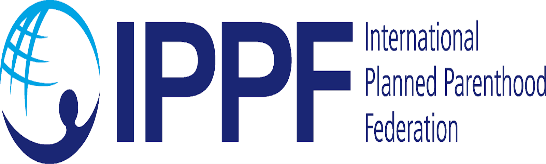 IPPF
International
Planned Parenthood
Federation